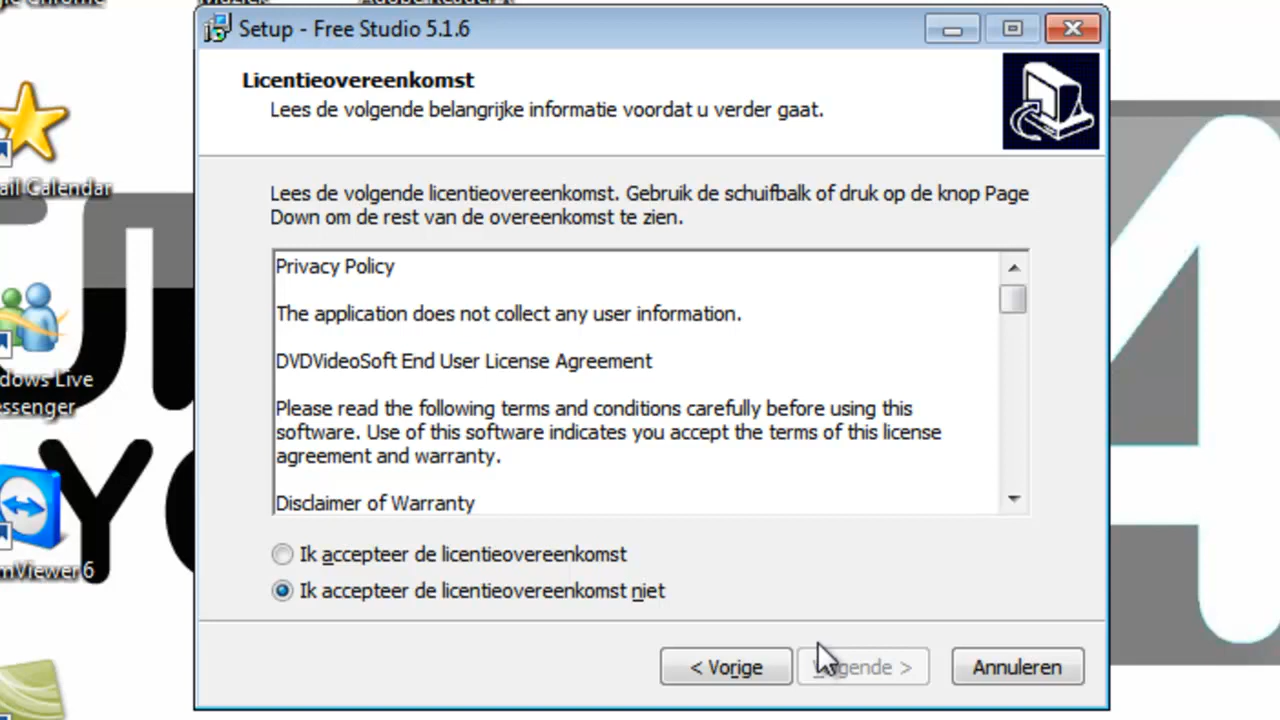 Setup - Free Studio 5.1.6
Licentieovereenkomst
Lees de volgende belangrijke informatie voordat u verder gaat.
Lees de volgende licentieovereenkomst. Gebruik de schuifbalk of druk op de knop Page
Down om de rest van de overeenkomst te zien.
Privacy Policy
The application does not collect any user information.
DVDVideoSoft End User License Agreement
Please read the following terms and conditions carefully before using this
software. Use of this software indicates you accept the terms of this license
agreement and warranty.
Disclaimer of Warranty
Ik accepteer de licentieovereenkomst
Ik accepteer de licentieovereenkomst niet
< Vorige
Volgende >
Annuleren
Calendar
Live
6